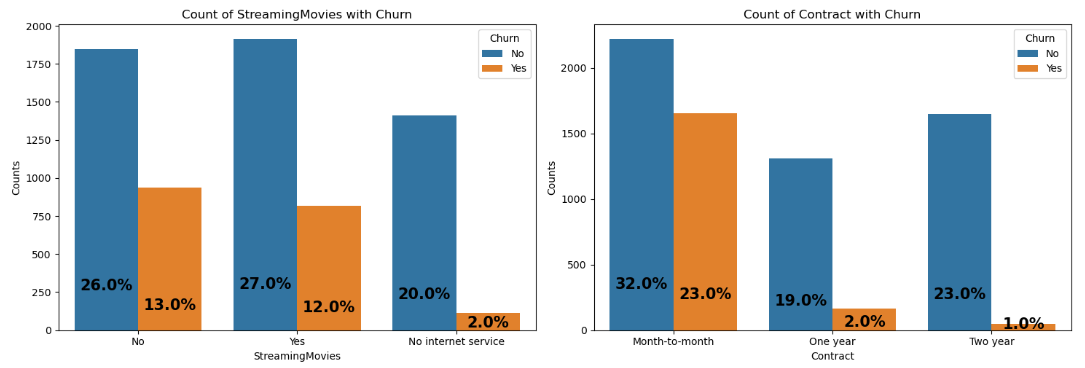 Count of StreamingMovies with Churn
Counts
2000
1750
1500
1250
1000
750
500
250
0
Churn
No
Yes
26.0%
13.0%
27.0%
12.0%
20.0%
2.0%
No
Yes
No internet service
StreamingMovies
Count of Contract with Churn
Counts
2000
1500
1000
500
0
Churn
No
Yes
32.0%
23.0%
19.0%
2.0%
23.0%
1.0%
Month-to-month
One year
Two year
Contract